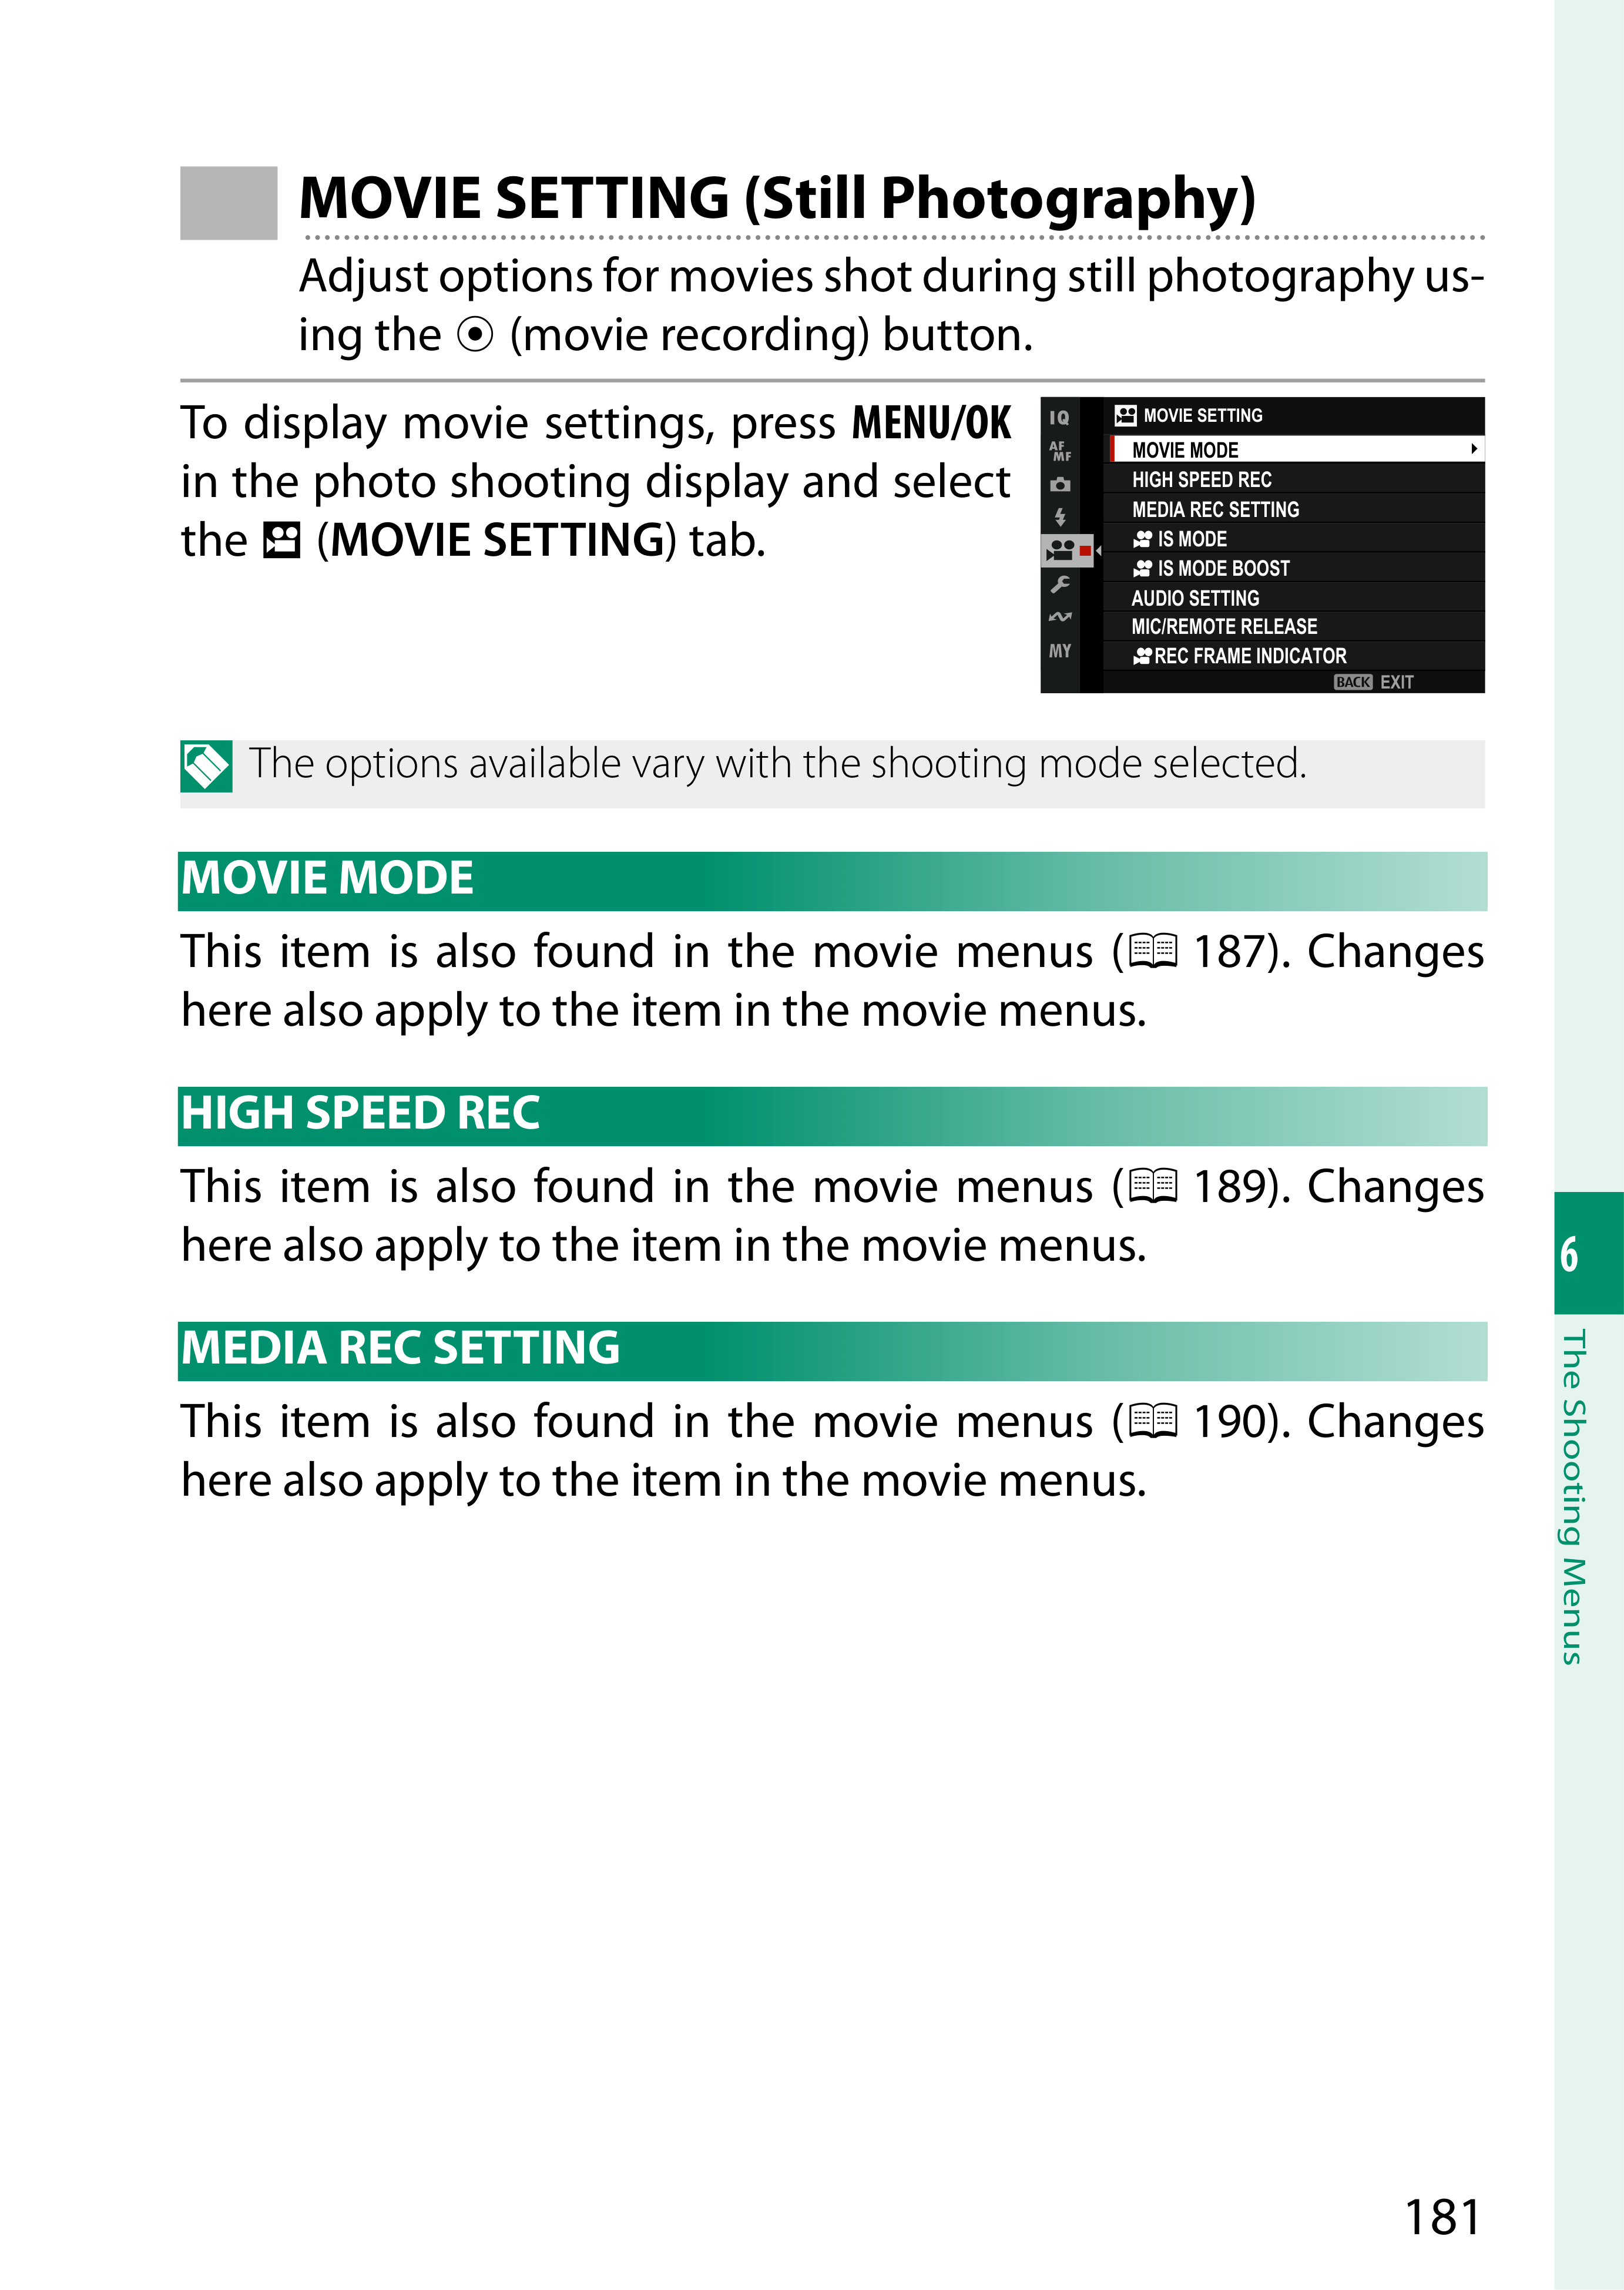 MOVIE SETTING (Still Photography)
Adjust options for movies shot during still photography us-
ing the (movie recording) button.
To display movie settings, press MENU/OK
in the photo shooting display and select
the (MOVIE SETTING) tab.
IQ
AF
MF
MY
MOVIE SETTING
MOVIE MODE
HIGH SPEED REC
MEDIA REC SETTING
IS MODE
IS MODE BOOST
AUDIO SETTING
MIC/REMOTE RELEASE
REC FRAME INDICATOR
BACK EXIT
The options available vary with the shooting mode selected.
MOVIE MODE
This item is also found in the movie menus ( 187). Changes
here also apply to the item in the movie menus.
HIGH SPEED REC
This item is also found in the movie menus ( 189). Changes
here also apply to the item in the movie menus.
MEDIA REC SETTING
This item is also found in the movie menus ( 190). Changes
here also apply to the item in the movie menus.
6
The Shooting Menus
181